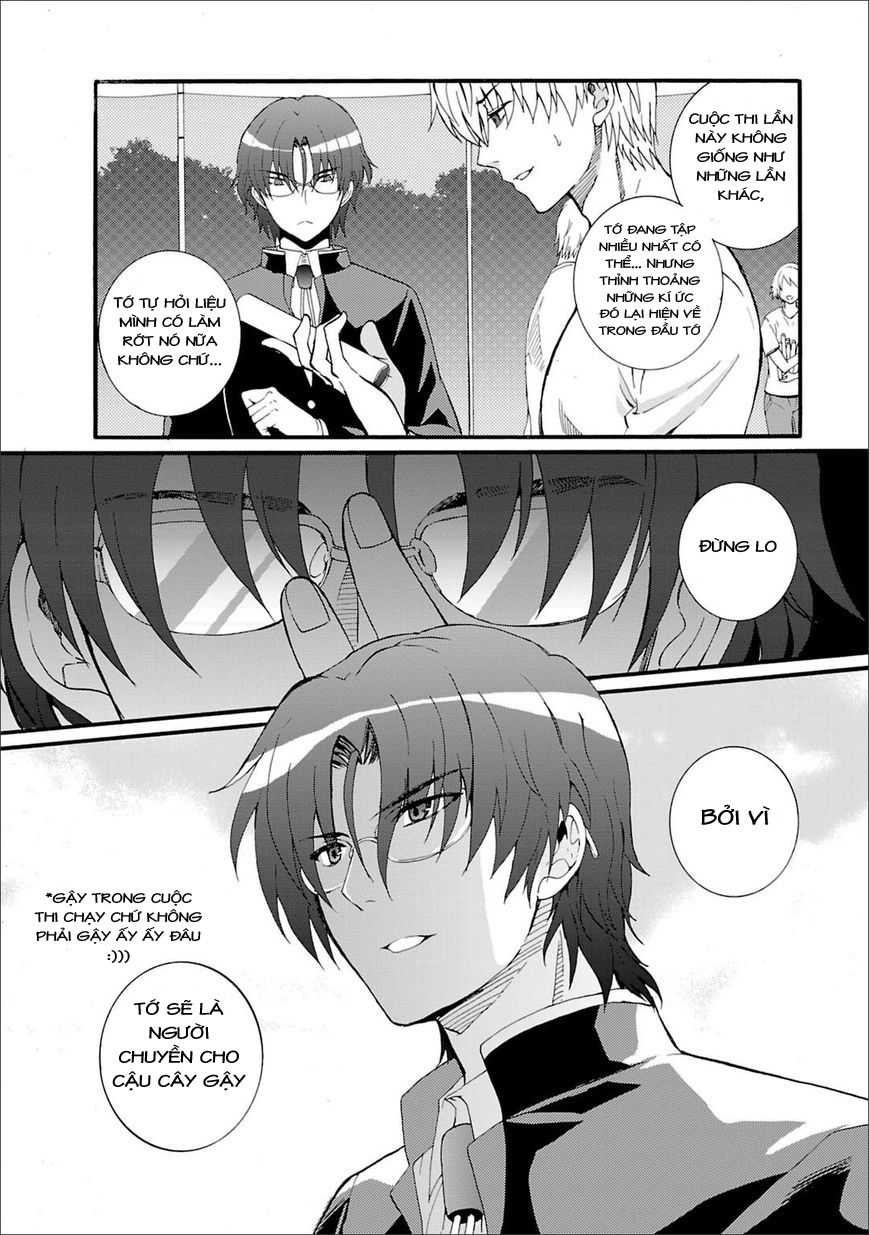 CUỘC THI LẦN
NÀY KHÔNG
GIỐNG NHƯ
NHỮNG LẦN
KHÁC,
TỚ ĐANG TẬP
NHIỀU NHẤT CÓ
THỂ... NHƯNG
THỈNH THOẢNG
NHỮNG KÍ ỨC
ĐÓ LẠI HIỆN VỀ
TRONG ĐẦU TỚ
TỚ TỰ HỎI LIỆU
MÌNH CÓ LÀM
RỚT NÓ NỮA
KHÔNG CHỨ...
ĐỪNG LO
BỞI VÌ
*GẬY TRONG CUỘC
THI CHẠY CHỨ KHÔNG
PHẢI GẬY ẤY ẤY ĐÂU
:)))
TỚ SẼ LÀ
NGƯỜI
CHUYỀN CHO
CẬU CÂY GẬY